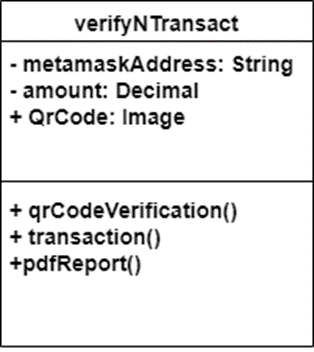 verifyNTransact
- metamaskAddress: String
- amount: Decimal
+ QrCode: Image
+ qrCodeVerification()
+ transaction()
+pdfReport()